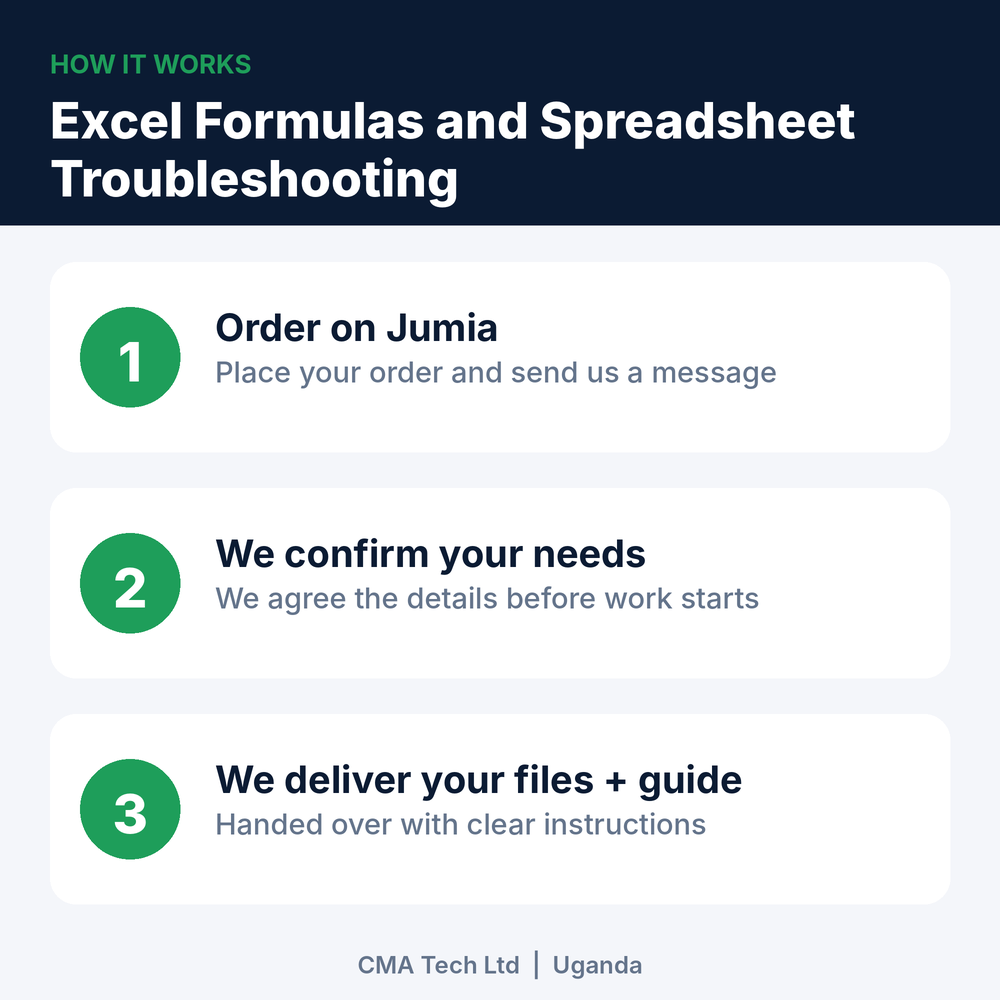 HOW IT WORKS
Excel Formulas and Spreadsheet
Troubleshooting
1
Order on Jumia
Place your order and send us a message
2
We confirm your needs
We agree the details before work starts
3
We deliver your files + guide
Handed over with clear instructions
CMA Tech Ltd | Uganda